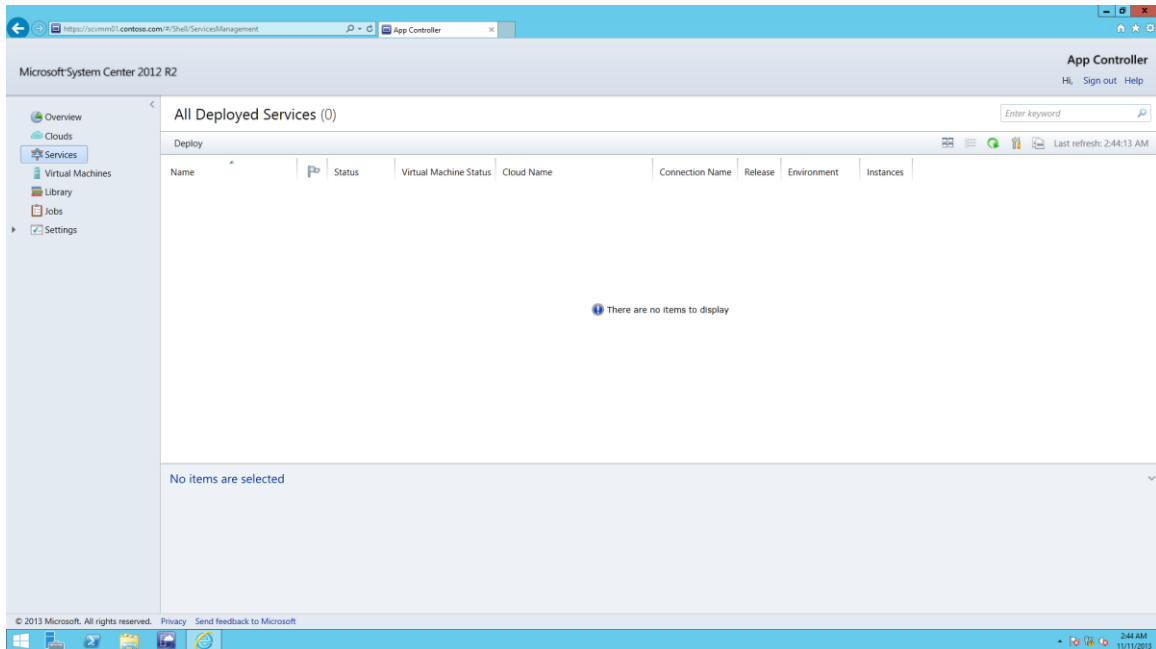 https://scvmm01.contoso.com/#/Shell/ServicesManagement
App Controller
Microsoft System Center 2012 R2
App Controller
Hi, Sign out Help
Overview
Clouds
Services
Virtual Machines
Library
Jobs
Settings
All Deployed Services (0)
Enter keyword
Deploy
Last refresh: 2:44:13 AM
Name Status Virtual Machine Status Cloud Name Connection Name Release Environment Instances
There are no items to display
No items are selected
© 2013 Microsoft. All rights reserved. Privacy Send feedback to Microsoft
2:44 AM
11/11/2013